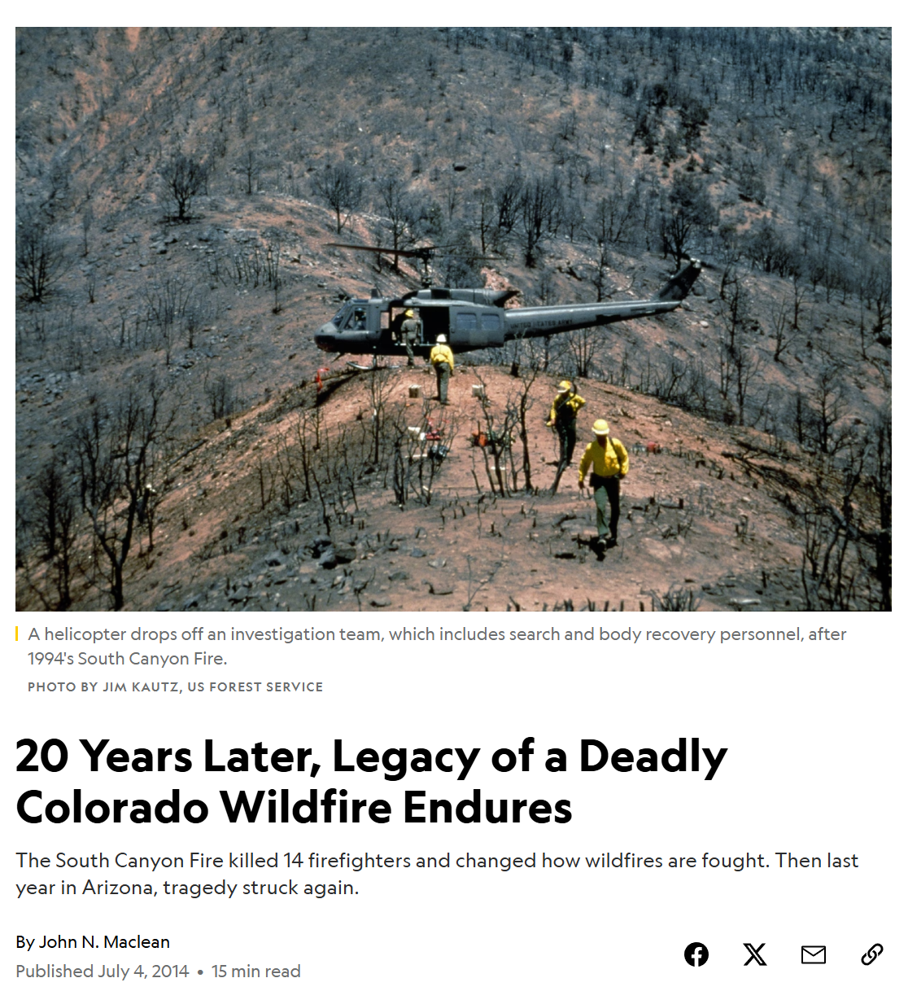 UNITED STATES ARMY
A helicopter drops off an investigation team, which includes search and body recovery personnel, after
1994's South Canyon Fire.
PHOTO BY JIM KAUTZ, US FOREST SERVICE
20 Years Later, Legacy of a Deadly
Colorado Wildfire Endures
The South Canyon Fire killed 14 firefighters and changed how wildfires are fought. Then last
year in Arizona, tragedy struck again.
By John N. Maclean
Published July 4, 2014 • 15 min read